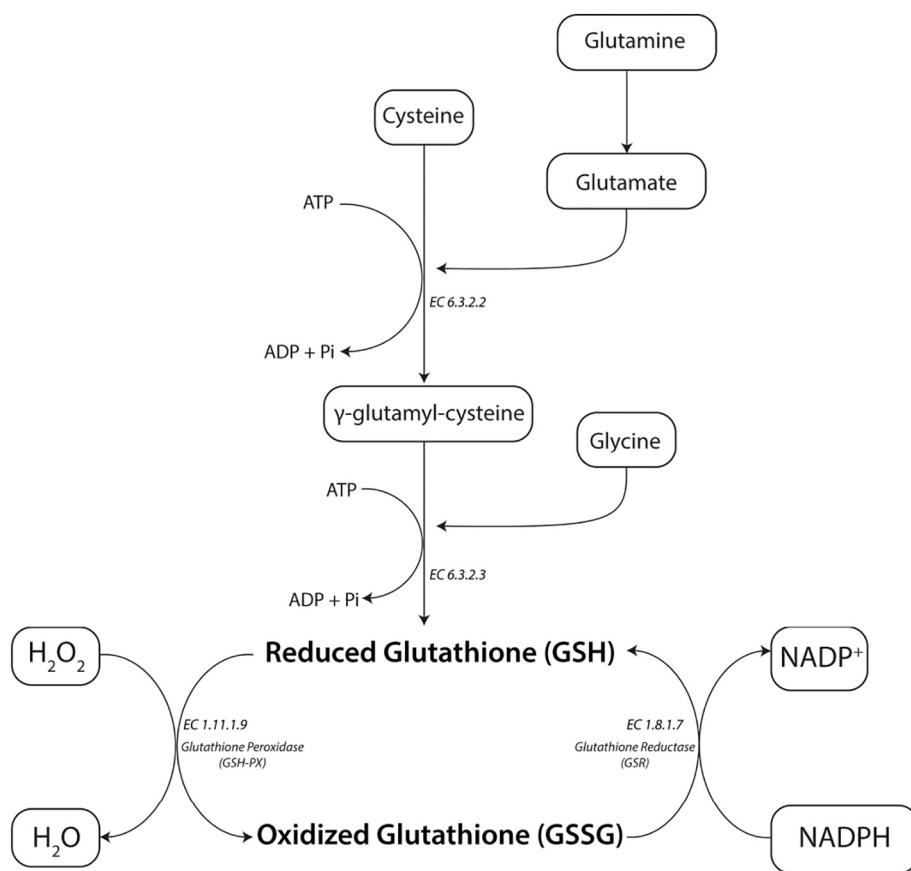 Glutamine
Cysteine
Glutamate
ATP
EC 6.3.2.2
ADP + Pi
γ-glutamyl-cysteine
Glycine
ATP
EC 6.3.2.3
ADP + Pi
H₂O₂
Reduced Glutathione (GSH)
NADP⁺
EC 1.11.1.9
Glutathione Peroxidase
(GSH-PX)
EC 1.8.1.7
Glutathione Reductase
(GSR)
H₂O
Oxidized Glutathione (GSSG)
NADPH